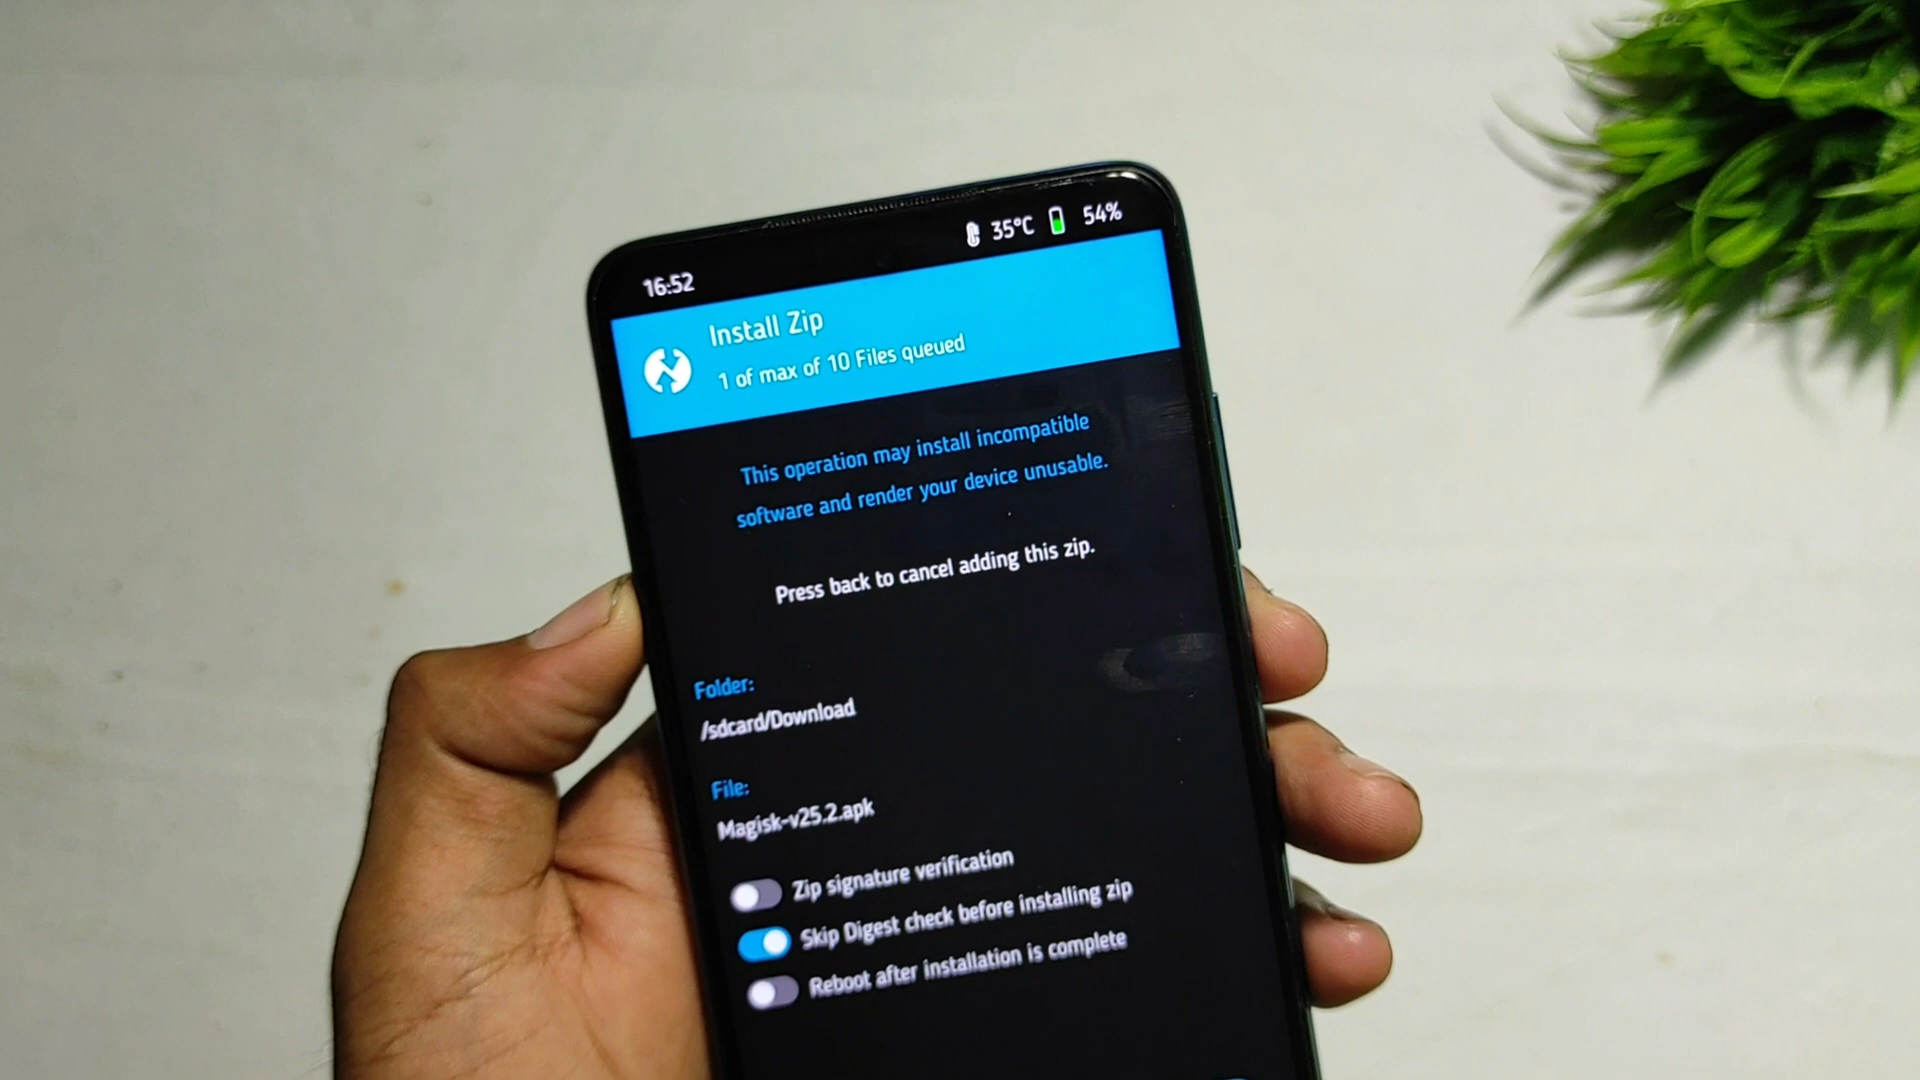 16:52
35°C
54%
Install Zip
1 of max of 10 Files queued
This operation may install incompatible
software and render your device unusable.
Press back to cancel adding this zip.
Folder:
/sdcard/Download
File:
Magisk-v25.2.apk
Zip signature verification
Skip Digest check before installing zip
Reboot after installation is complete